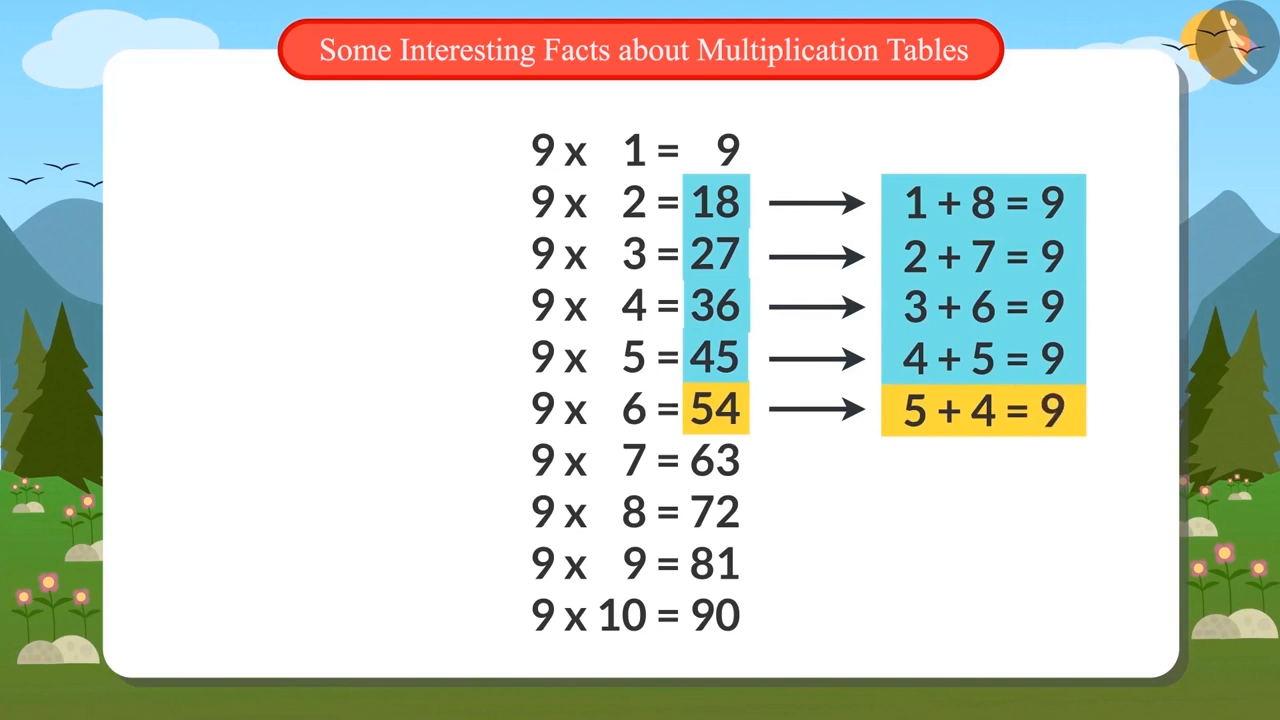 Some Interesting Facts about Multiplication Tables
9 x 1 = 9
9 x 2 = 18 → 1 + 8 = 9
9 x 3 = 27 → 2 + 7 = 9
9 x 4 = 36 → 3 + 6 = 9
9 x 5 = 45 → 4 + 5 = 9
9 x 6 = 54 → 5 + 4 = 9
9 x 7 = 63
9 x 8 = 72
9 x 9 = 81
9 x 10 = 90